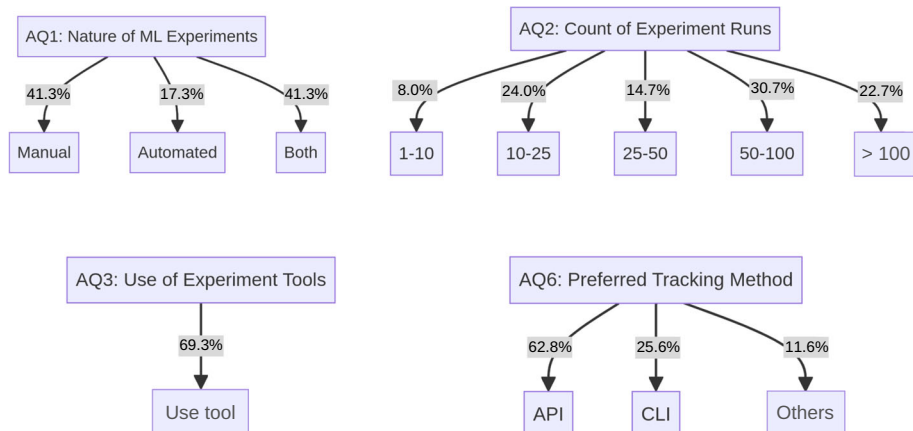 AQ1: Nature of ML Experiments
41.3% 17.3% 41.3%
Manual Automated Both
AQ2: Count of Experiment Runs
8.0% 24.0% 14.7% 30.7% 22.7%
1-10 10-25 25-50 50-100 > 100
AQ3: Use of Experiment Tools
69.3%
Use tool
AQ6: Preferred Tracking Method
62.8% 25.6% 11.6%
API CLI Others